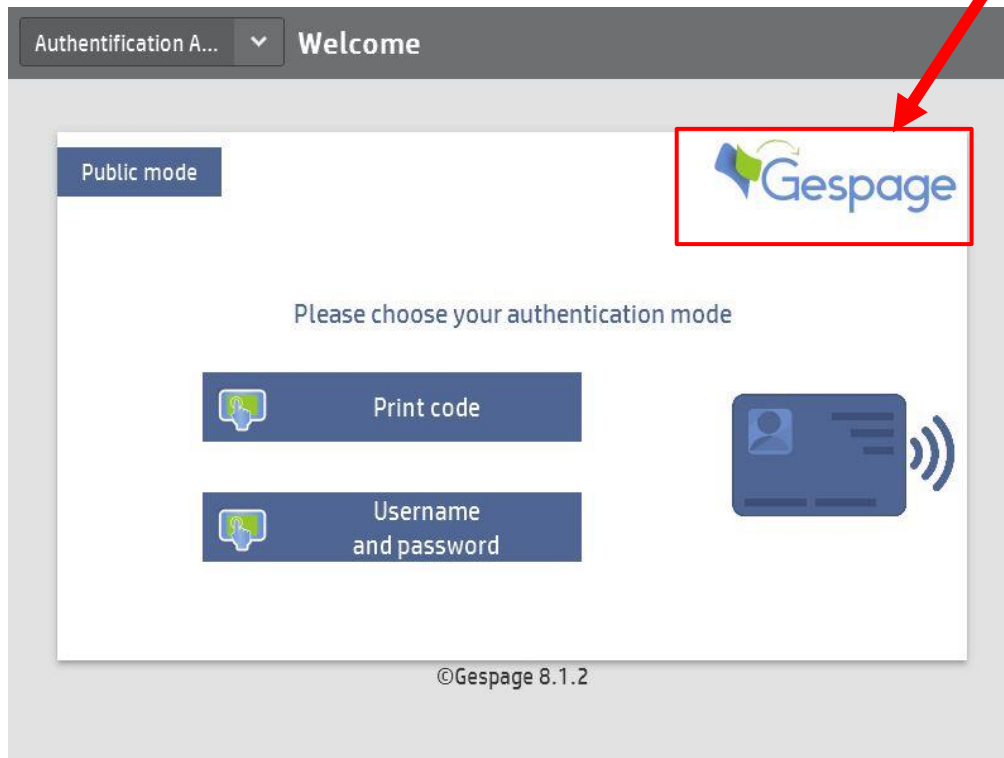 Authentification A... Welcome
Public mode
Gespage
Please choose your authentication mode
Print code
Username
and password
©Gespage 8.1.2